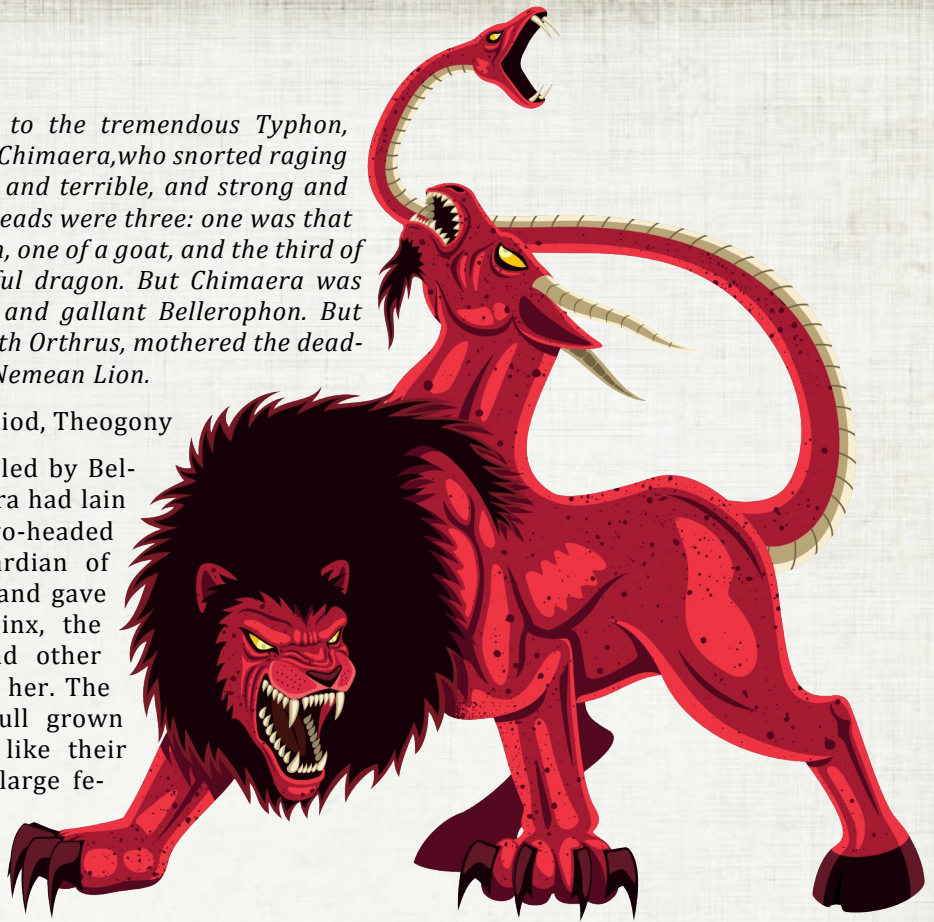 to the tremendous Typhon,
Chimaera,who snorted raging
and terrible, and strong and
eads were three: one was that
n, one of a goat, and the third of
ful dragon. But Chimaera was
and gallant Bellerophon. But
th Orthrus, mothered the dead-
Nemean Lion.
iod, Theogony
led by Bel-
ra had lain
vo-headed
ardian of
and gave
inx, the
nd other
her. The
ull grown
like their
large fe-